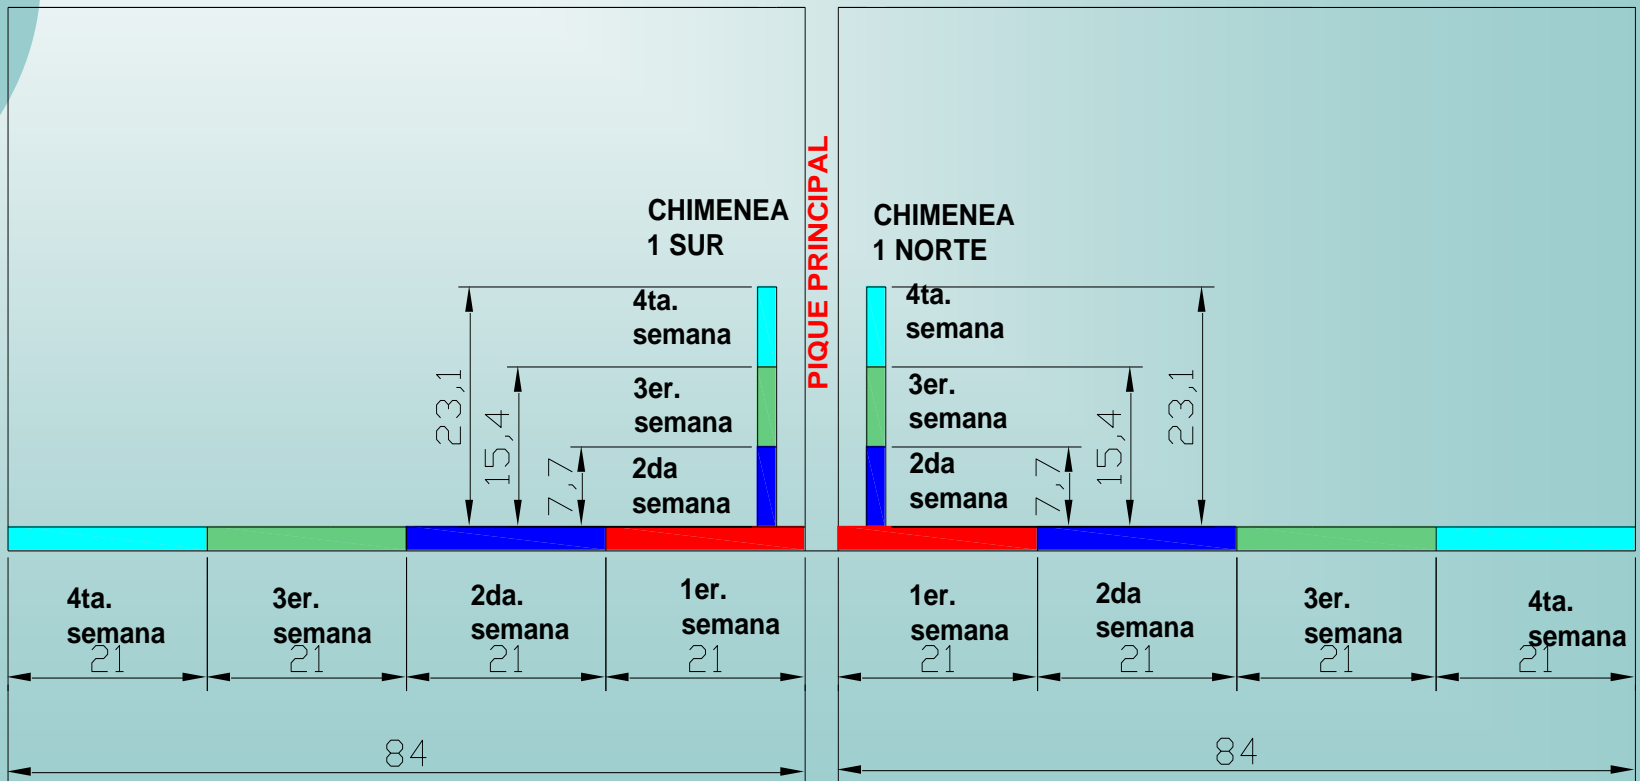 PIQUE PRINCIPAL
CHIMENEA
1 SUR
CHIMENEA
1 NORTE
4ta.
semana
3er.
semana
2da
semana
4ta.
semana
3er.
semana
2da
semana
23,1
15,4
7,7
7,7
15,4
23,1
4ta.
semana
21
3er.
semana
21
2da.
semana
21
1er.
semana
21
1er.
semana
21
2da
semana
21
3er.
semana
21
4ta.
semana
21
84
84